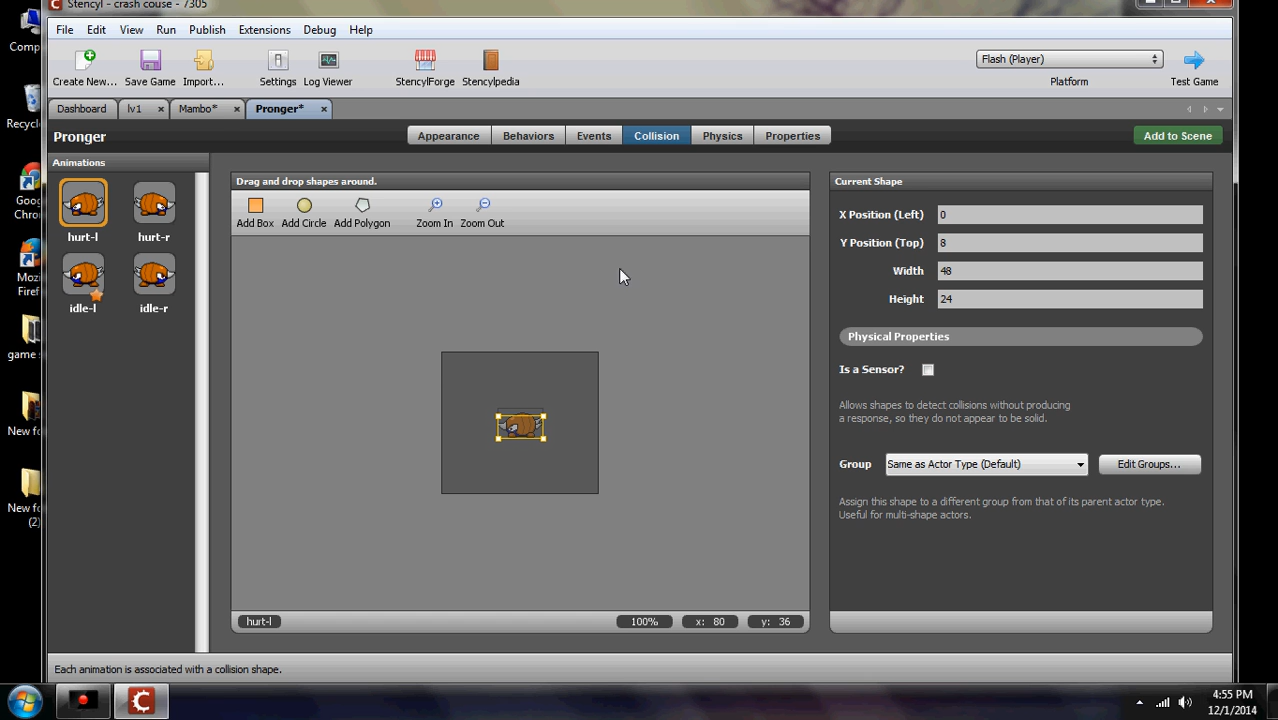 Stencyl - crash couse - 7305
File Edit View Run Publish Extensions Debug Help
Create New... Save Game Import... Settings Log Viewer StencylForge Stencylpedia
Flash (Player)
Platform
Test Game
Dashboard lv1 Mambo* Pronger*
Pronger
Appearance Behaviors Events Collision Physics Properties
Add to Scene
Animations
hurt-l hurt-r
idle-l idle-r
Drag and drop shapes around.
Add Box Add Circle Add Polygon Zoom In Zoom Out
hurt-l 100% x: 80 y: 36
Current Shape
X Position (Left) 0
Y Position (Top) 8
Width 48
Height 24
Physical Properties
Is a Sensor?
Allows shapes to detect collisions without producing
a response, so they do not appear to be solid.
Group Same as Actor Type (Default) Edit Groups...
Assign this shape to a different group from that of its parent actor type.
Useful for multi-shape actors.
Each animation is associated with a collision shape.
Comp
Recyc
Goog
Chron
Mozi
Firef
game s
New fo
New fo
(2)
4:55 PM
12/1/2014